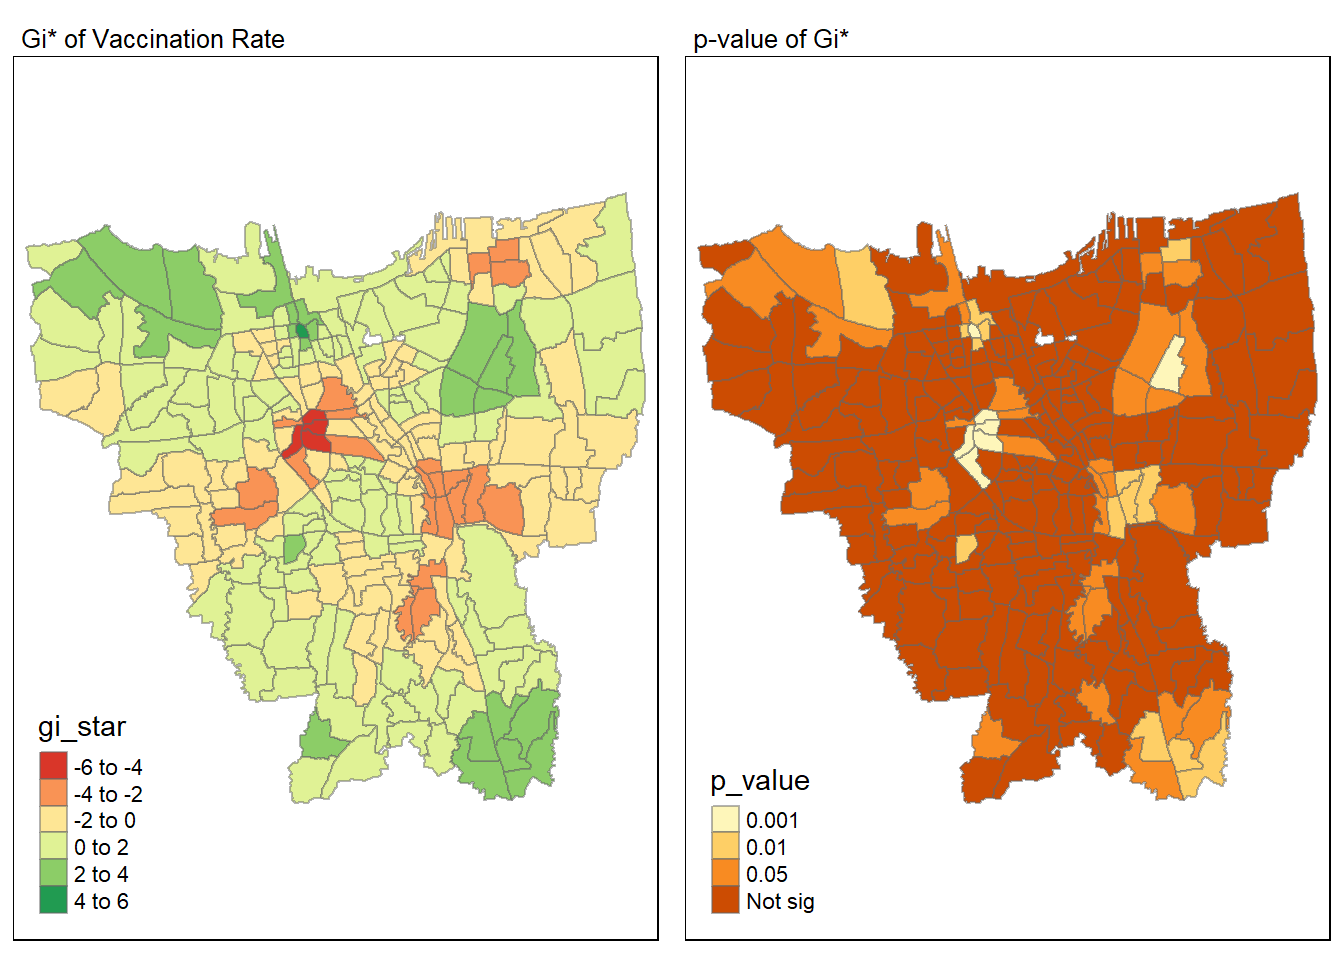 Gi* of Vaccination Rate
gi_star
-6 to -4
-4 to -2
-2 to 0
0 to 2
2 to 4
4 to 6
p-value of Gi*
p_value
0.001
0.01
0.05
Not sig